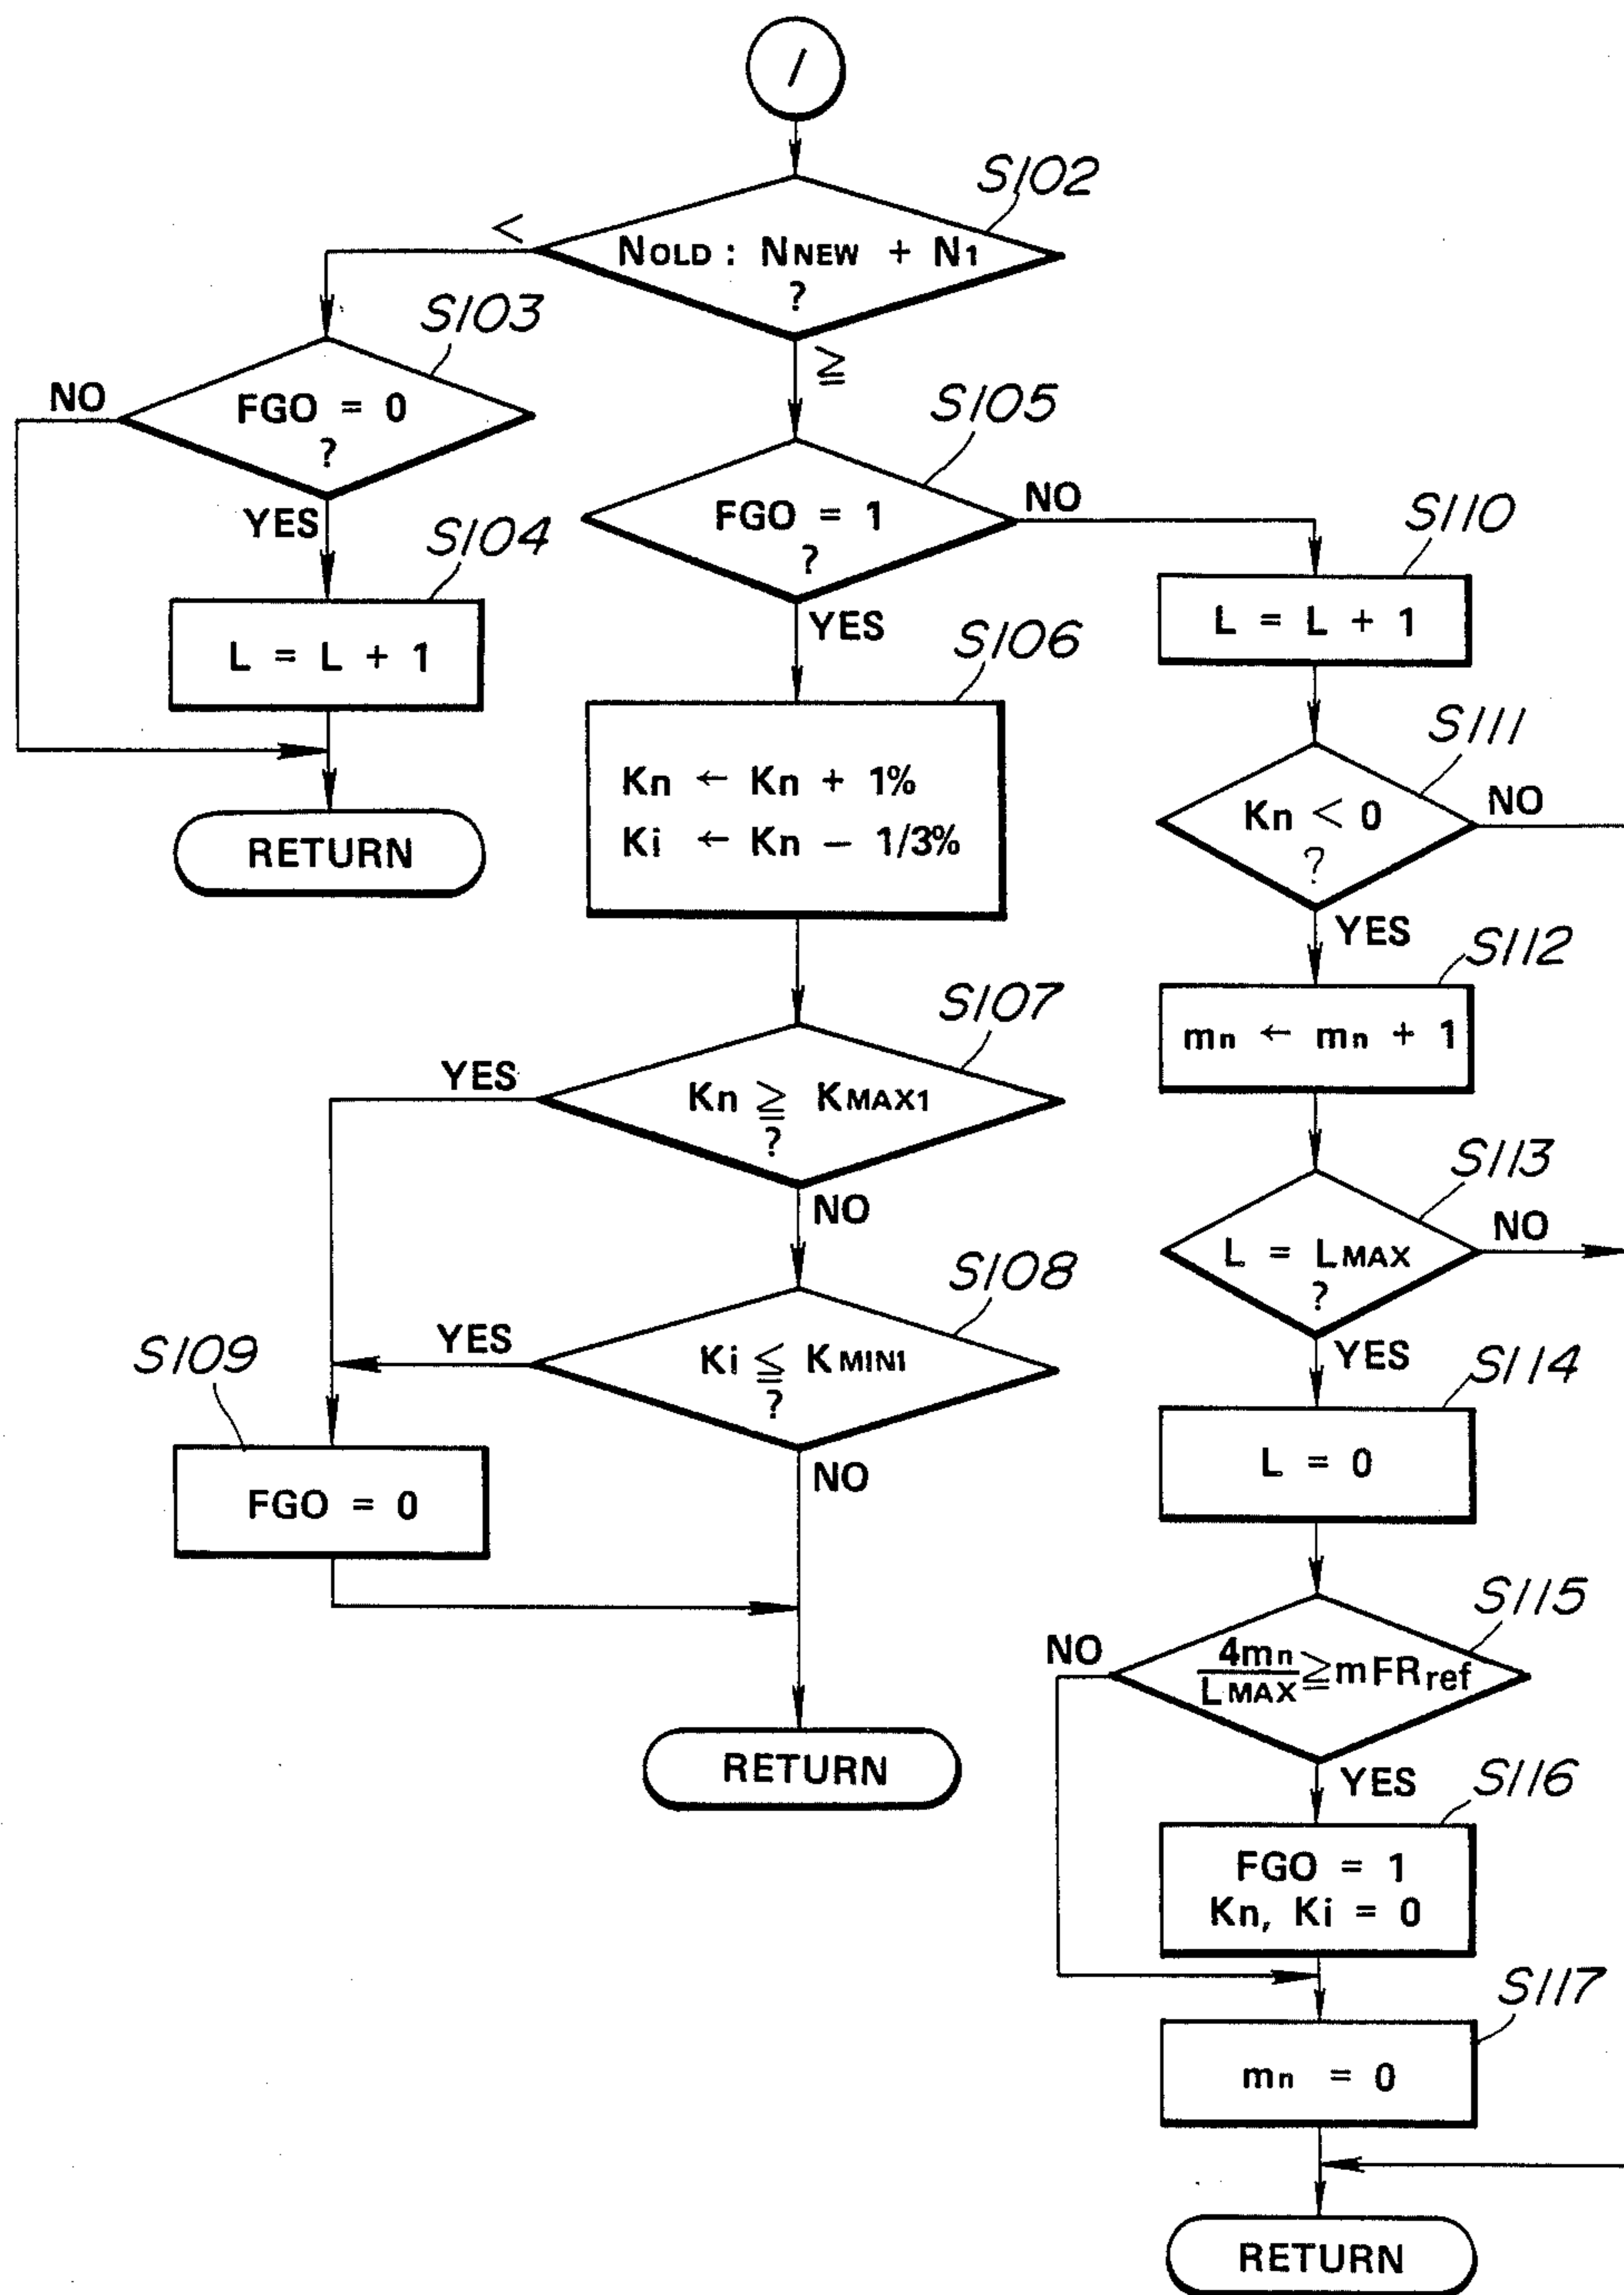 1
S102
<
NOLD : NNEW + N1
?
≧
S103
NO
FGO = 0
?
YES
S104
L = L + 1
RETURN
S105
FGO = 1
?
NO
YES
S106
Kn ← Kn + 1%
Ki ← Kn − 1/3%
S107
YES
Kn ≧ KMAX1
?
NO
S108
YES
Ki ≦ KMIN1
?
NO
S109
FGO = 0
RETURN
S110
L = L + 1
S111
Kn < 0
?
NO
YES
S112
mn ← mn + 1
S113
L = LMAX
?
NO
YES
S114
L = 0
S115
NO
4mn
LMAX ≧ mFRref
YES
S116
FGO = 1
Kn, Ki = 0
S117
mn = 0
RETURN